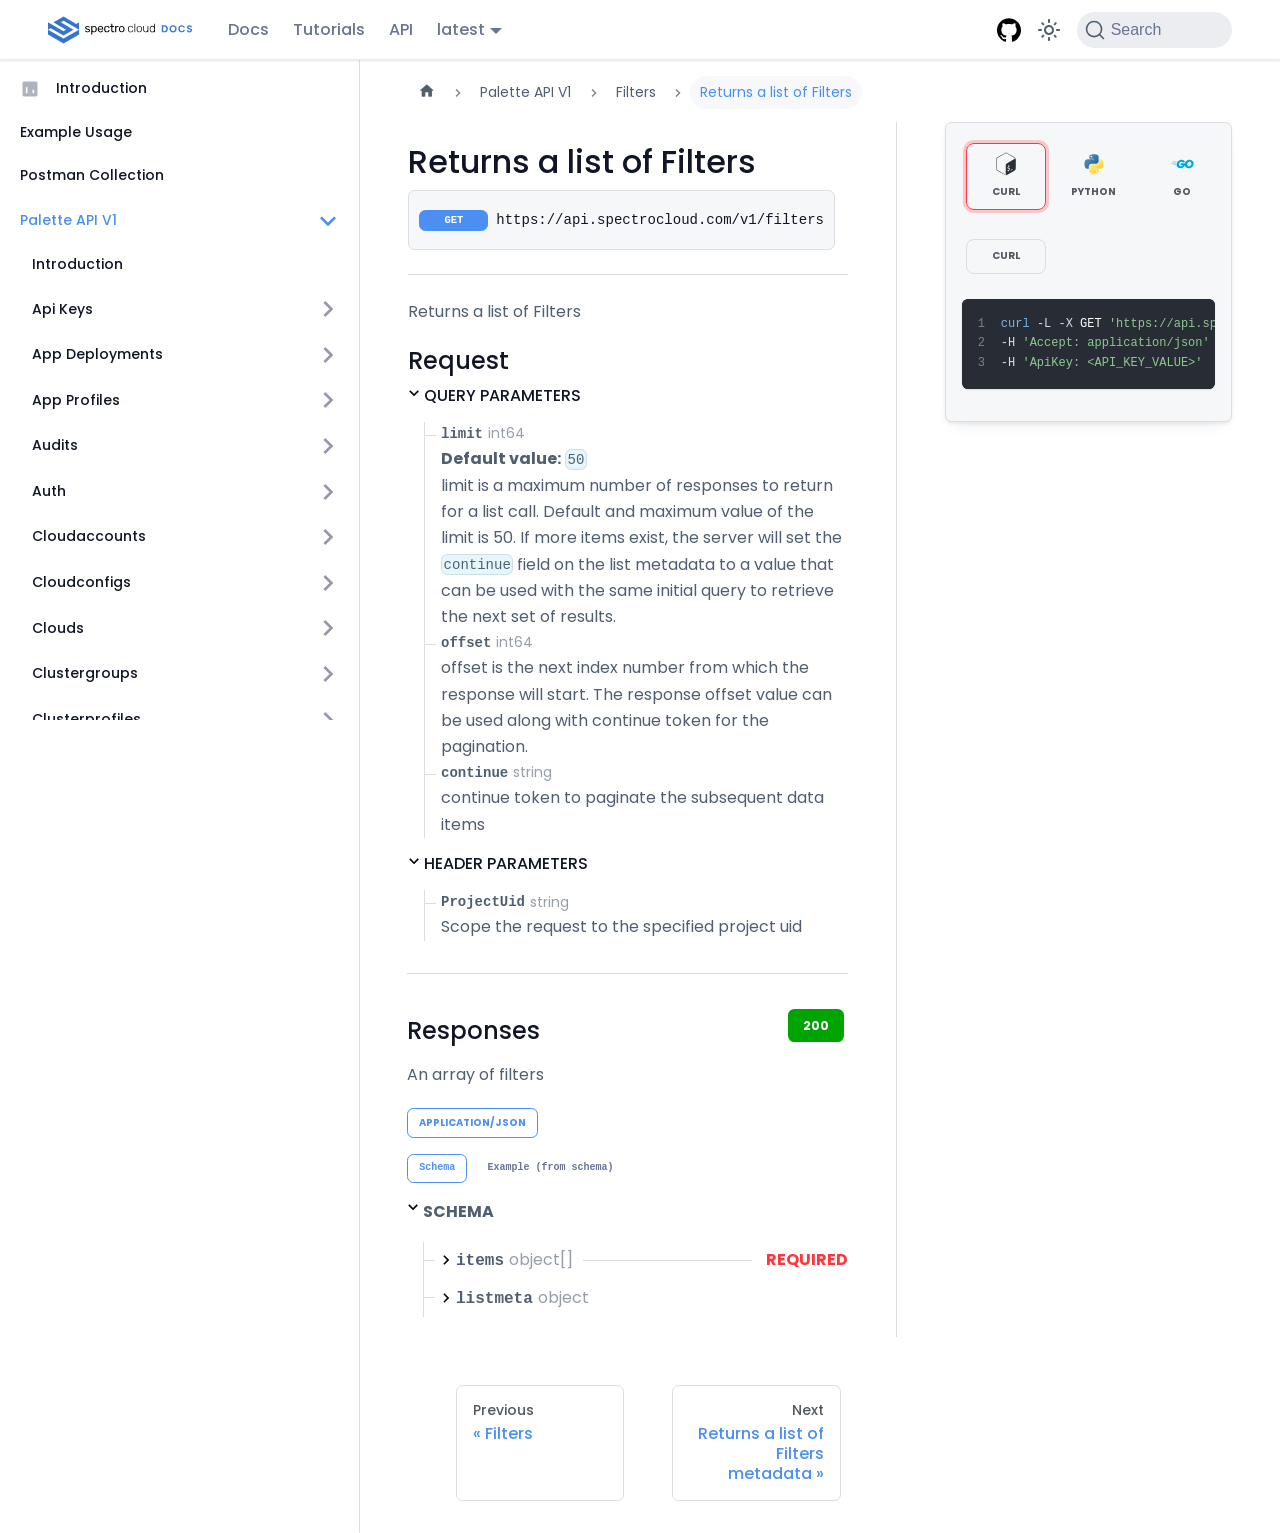 spectro cloud DOCS
Docs Tutorials API latest
Search
Introduction
Example Usage
Postman Collection
Palette API V1
Introduction
Api Keys
App Deployments
App Profiles
Audits
Auth
Cloudaccounts
Cloudconfigs
Clouds
Clustergroups
Clusterprofiles
Palette API V1 Filters Returns a list of Filters
Returns a list of Filters
GET https://api.spectrocloud.com/v1/filters
Returns a list of Filters
Request
QUERY PARAMETERS
limit int64
Default value: 50
limit is a maximum number of responses to return
for a list call. Default and maximum value of the
limit is 50. If more items exist, the server will set the
continue field on the list metadata to a value that
can be used with the same initial query to retrieve
the next set of results.
offset int64
offset is the next index number from which the
response will start. The response offset value can
be used along with continue token for the
pagination.
continue string
continue token to paginate the subsequent data
items
HEADER PARAMETERS
ProjectUid string
Scope the request to the specified project uid
Responses
200
An array of filters
APPLICATION/JSON
Schema Example (from schema)
SCHEMA
items object[] REQUIRED
listmeta object
Previous
« Filters
Next
Returns a list of
Filters
metadata »
CURL PYTHON GO
CURL
1 curl -L -X GET 'https://api.sp
2 -H 'Accept: application/json'
3 -H 'ApiKey: <API_KEY_VALUE>'